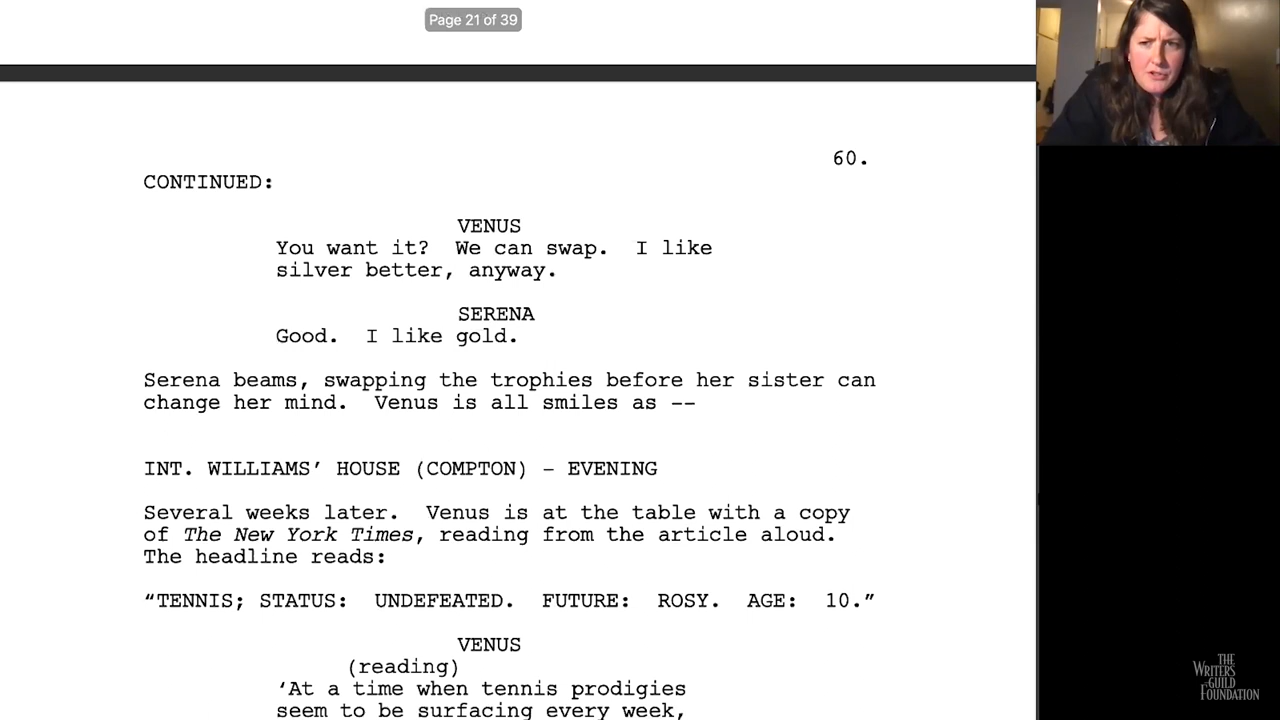 Page 21 of 39
60.
CONTINUED:
VENUS
You want it? We can swap. I like
silver better, anyway.
SERENA
Good. I like gold.
Serena beams, swapping the trophies before her sister can
change her mind. Venus is all smiles as --
INT. WILLIAMS’ HOUSE (COMPTON) – EVENING
Several weeks later. Venus is at the table with a copy
of The New York Times, reading from the article aloud.
The headline reads:
“TENNIS; STATUS: UNDEFEATED. FUTURE: ROSY. AGE: 10.”
VENUS
(reading)
‘At a time when tennis prodigies
seem to be surfacing every week,
THE
WRITERS
GUILD
FOUNDATION